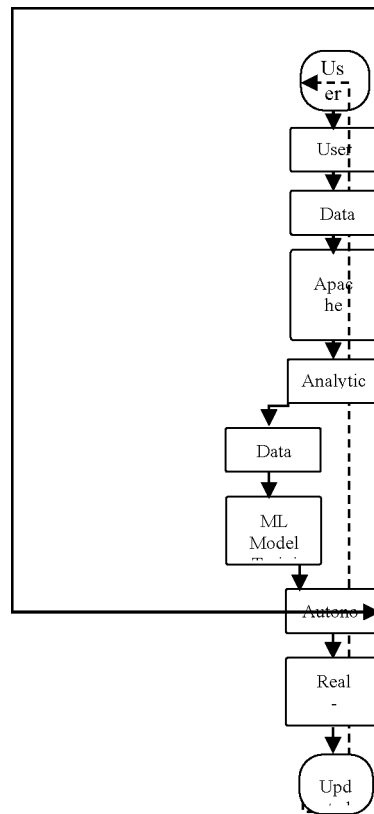 Us
er
User
Data
Apac
he
Analytic
Data
ML
Model
Autono
Real
-
Upd